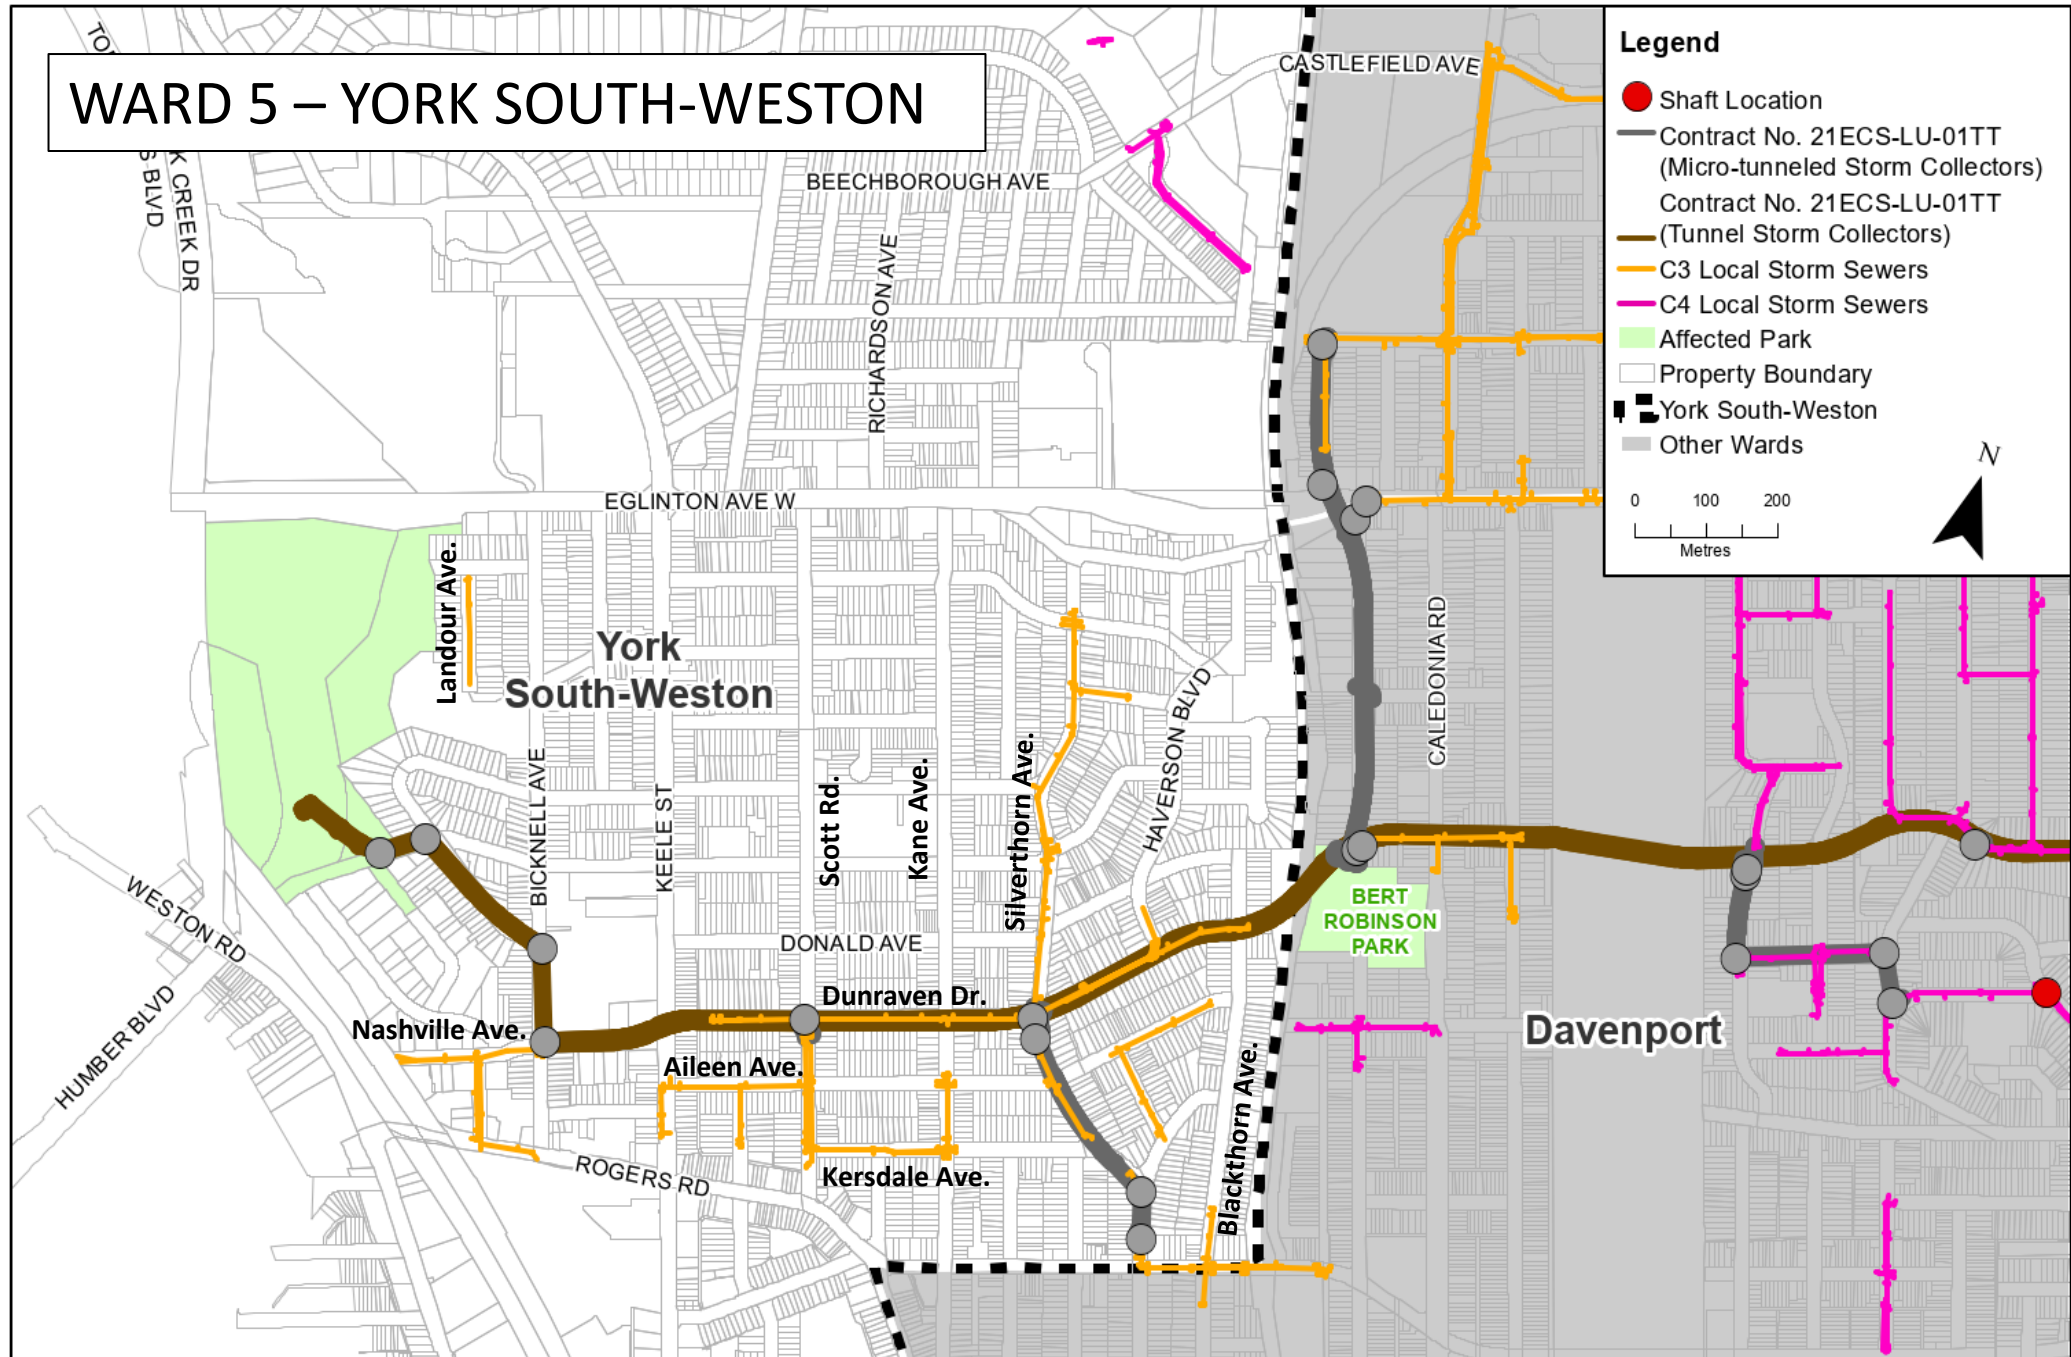 WARD 5 – YORK SOUTH-WESTON
CASTLEFIELD AVE
K CREEK DR
S BLVD
BEECHBOROUGH AVE
RICHARDSON AVE
EGLINTON AVE W
Legend
Shaft Location
Contract No. 21ECS-LU-01TT
(Micro-tunneled Storm Collectors)
Contract No. 21ECS-LU-01TT
(Tunnel Storm Collectors)
C3 Local Storm Sewers
C4 Local Storm Sewers
Affected Park
Property Boundary
York South-Weston
Other Wards
N
0 100 200
Metres
Landour Ave.
York
South-Weston
BICKNELL AVE
KEELE ST
Scott Rd.
Kane Ave.
Silverthorn Ave.
HAVERSON BLVD
CALEDONIA RD
BERT
ROBINSON
PARK
WESTON RD
HUMBER BLVD
DONALD AVE
Dunraven Dr.
Nashville Ave.
Aileen Ave.
Davenport
Blackthorn Ave.
ROGERS RD
Kersdale Ave.